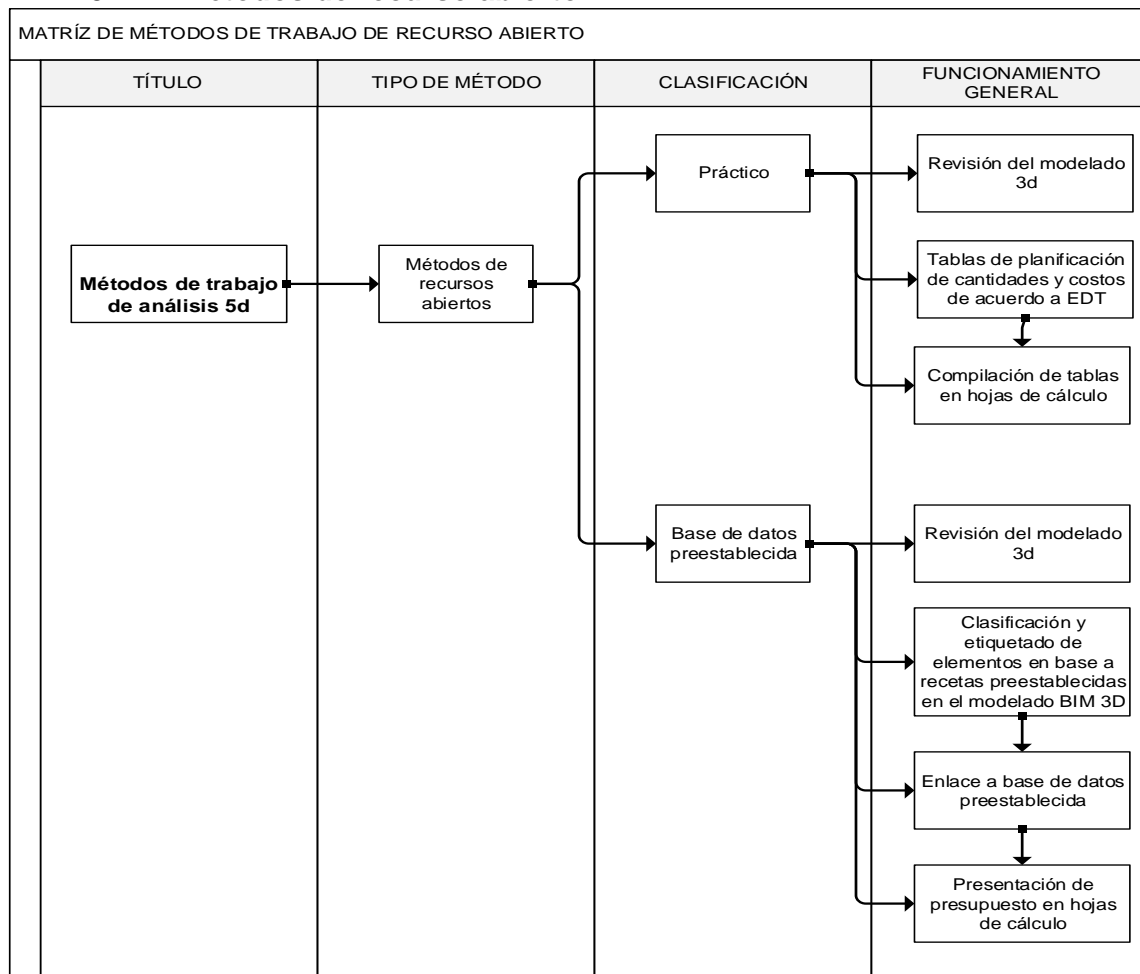 MATRÍZ DE MÉTODOS DE TRABAJO DE RECURSO ABIERTO
TÍTULO
TIPO DE MÉTODO
CLASIFICACIÓN
FUNCIONAMIENTO
GENERAL
Métodos de trabajo
de análisis 5d
Métodos de
recursos
abiertos
Práctico
Revisión del modelado
3d
Tablas de planificación
de cantidades y costos
de acuerdo a EDT
Compilación de tablas
en hojas de cálculo
Base de datos
preestablecida
Revisión del modelado
3d
Clasificación y
etiquetado de
elementos en base a
recetas preestablecidas
en el modelado BIM 3D
Enlace a base de datos
preestablecida
Presentación de
presupuesto en hojas
de cálculo